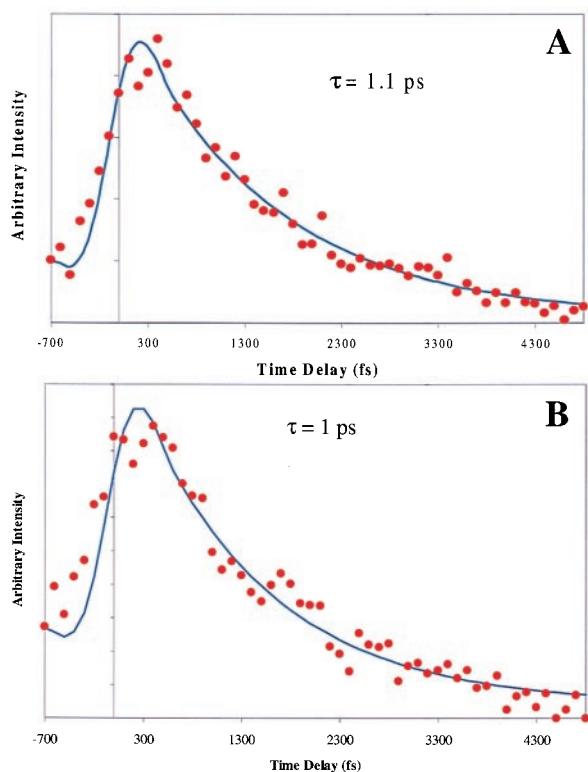 A
τ = 1.1 ps
Arbitrary Intensity
-700 300 1300 2300 3300 4300
Time Delay (fs)
B
τ = 1 ps
Arbitrary Intensity
-700 300 1300 2300 3300 4300
Time Delay (fs)